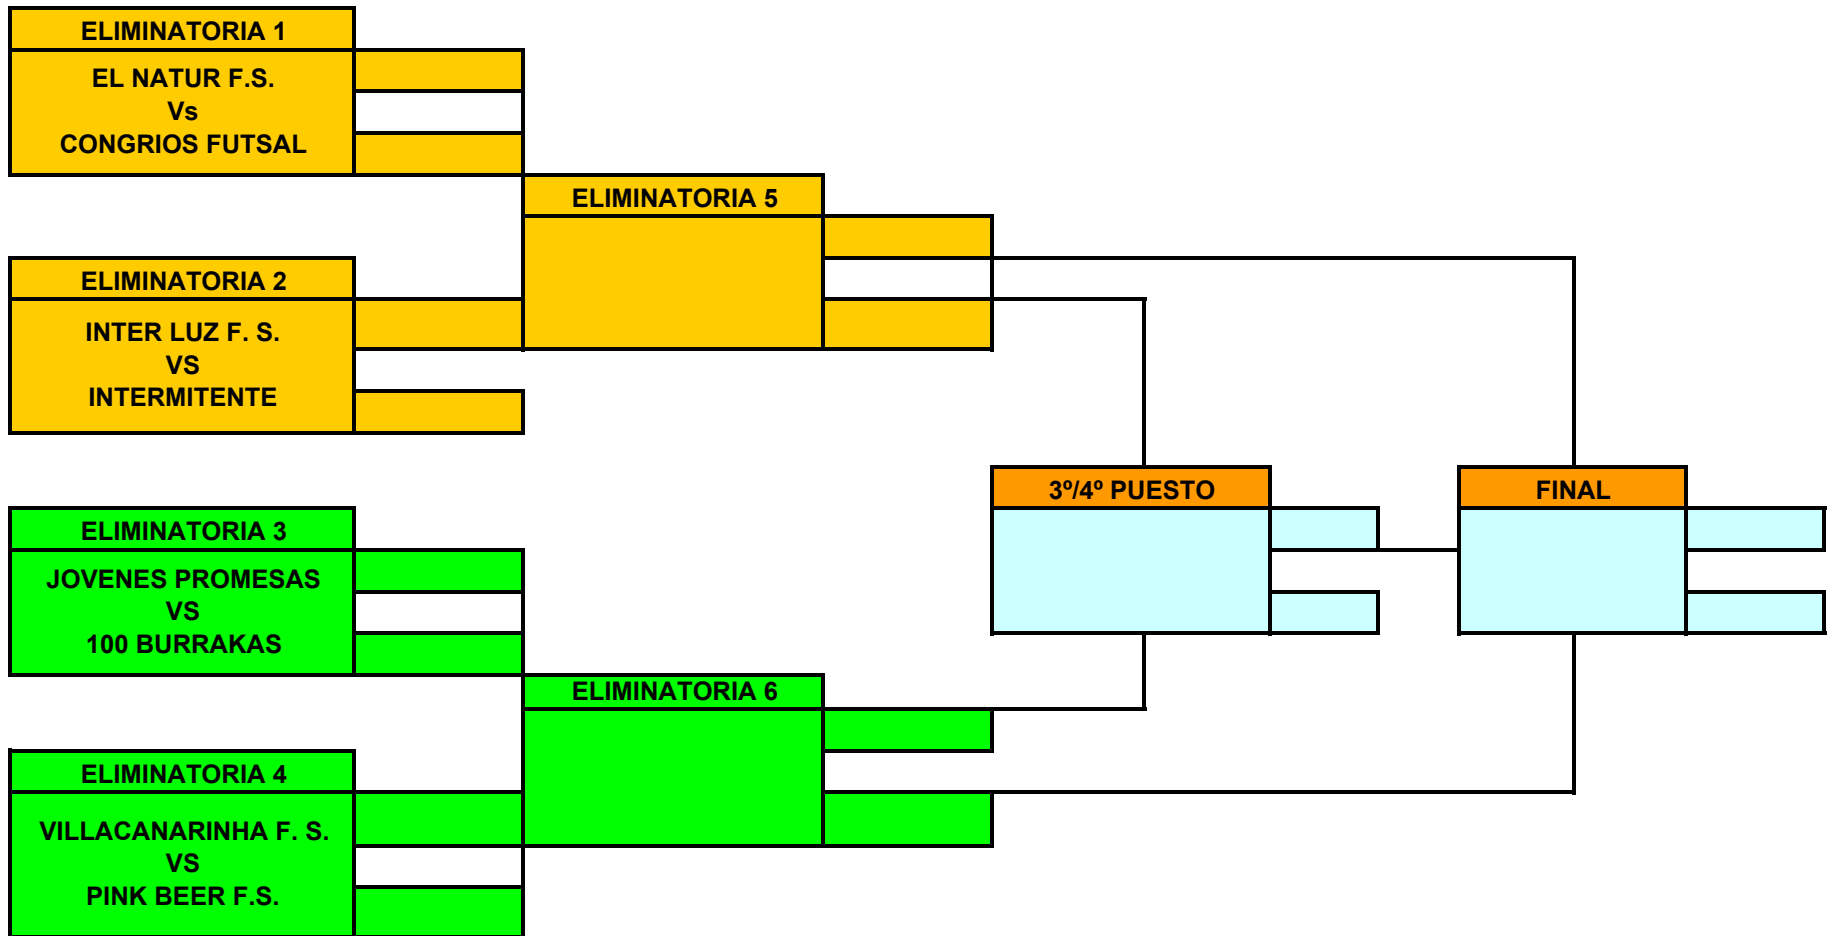 ELIMINATORIA 1
EL NATUR F.S.
Vs
CONGRIOS FUTSAL
ELIMINATORIA 5
ELIMINATORIA 2
INTER LUZ F. S.
VS
INTERMITENTE
3º/4º PUESTO
FINAL
ELIMINATORIA 3
JOVENES PROMESAS
VS
100 BURRAKAS
ELIMINATORIA 6
ELIMINATORIA 4
VILLACANARINHA F. S.
VS
PINK BEER F.S.